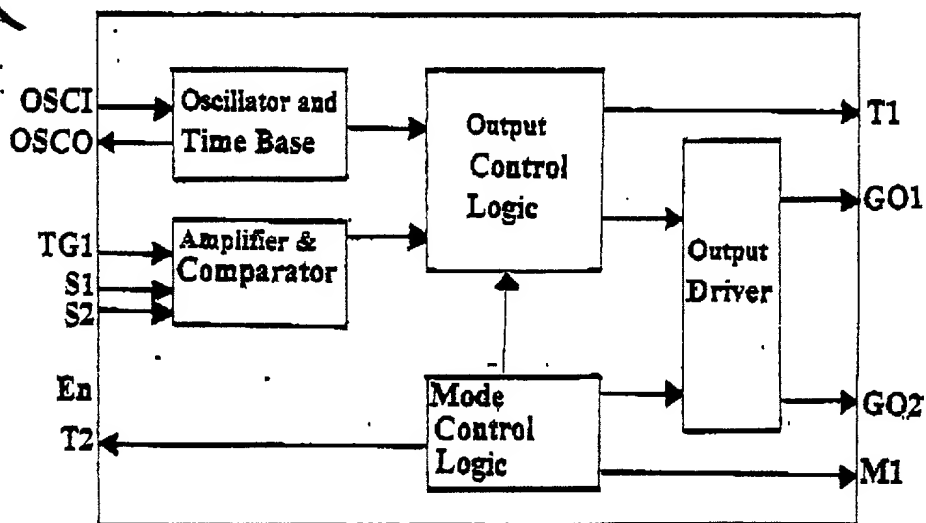 OSCI
OSCO
TG1
S1
S2
En
T2
Oscillator and
Time Base
Amplifier &
Comparator
Output
Control
Logic
Mode
Control
Logic
Output
Driver
T1
GO1
GO2
M1